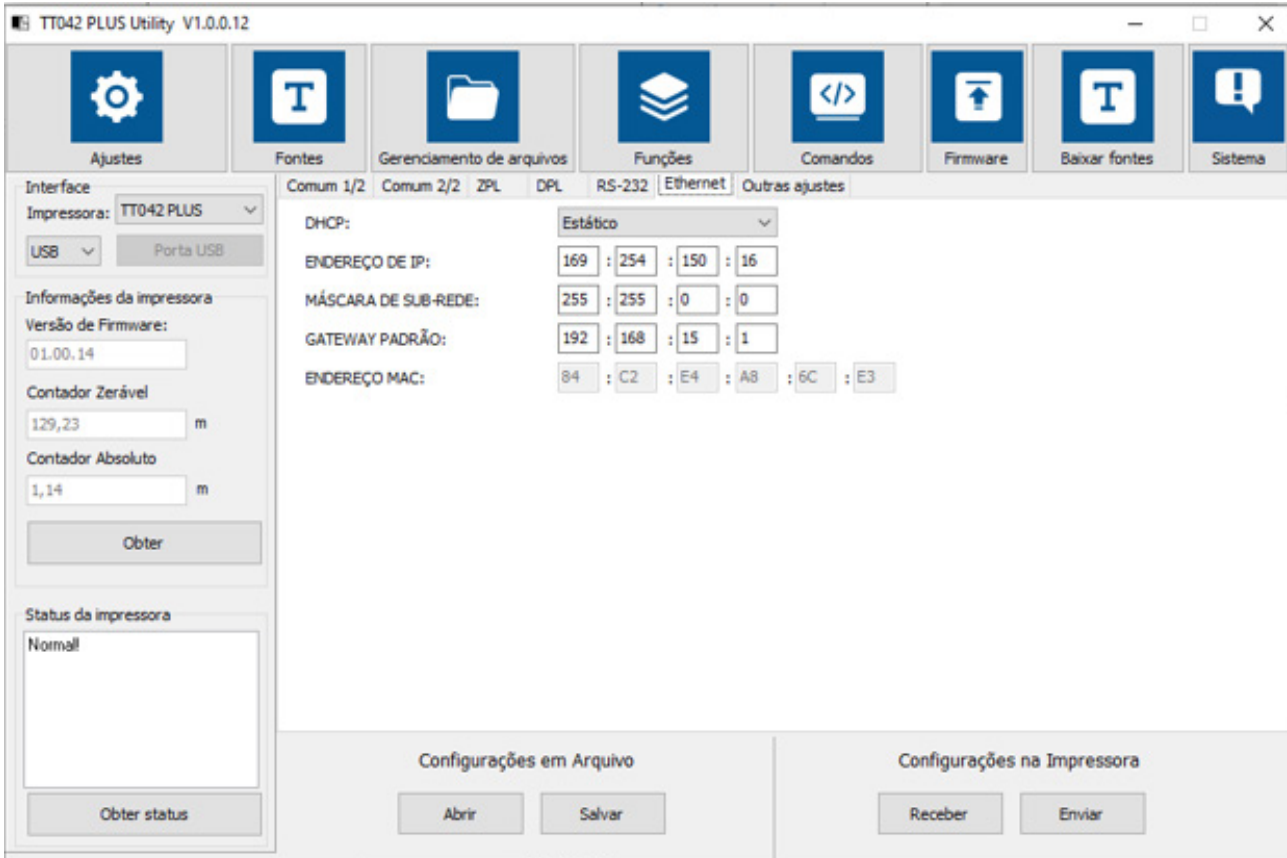 TT042 PLUS Utility V1.0.0.12
Ajustes
Fontes
Gerenciamento de arquivos
Funções
Comandos
Firmware
Baixar fontes
Sistema
Interface
Impressora: TT042 PLUS
USB Porta USB
Informações da impressora
Versão de Firmware:
01.00.14
Contador Zerável
129,23 m
Contador Absoluto
1,14 m
Obter
Status da impressora
Normal!
Obter status
Comum 1/2 Comum 2/2 ZPL DPL RS-232 Ethernet Outras ajustes
DHCP: Estático
ENDEREÇO DE IP: 169 : 254 : 150 : 16
MÁSCARA DE SUB-REDE: 255 : 255 : 0 : 0
GATEWAY PADRÃO: 192 : 168 : 15 : 1
ENDEREÇO MAC: 84 : C2 : E4 : A8 : 6C : E3
Configurações em Arquivo
Abrir Salvar
Configurações na Impressora
Receber Enviar